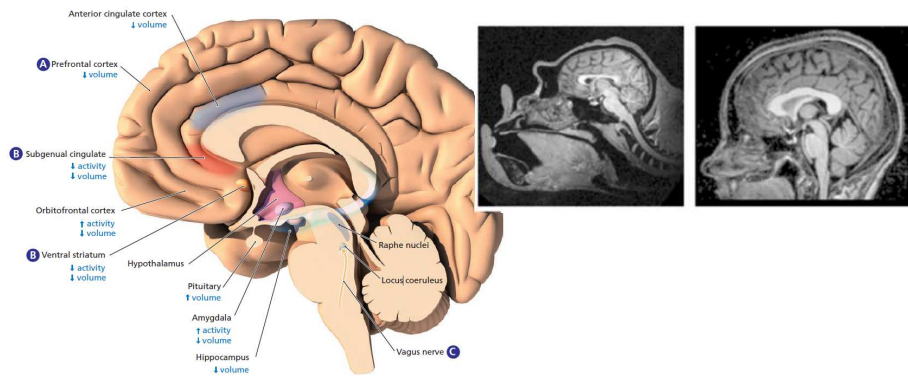 Anterior cingulate cortex
↓ volume
A Prefrontal cortex
↓ volume
B Subgenual cingulate
↓ activity
↓ volume
Orbitofrontal cortex
↑ activity
↓ volume
B Ventral striatum
↓ activity
↓ volume
Hypothalamus
Pituitary
↑ volume
Amygdala
↑ activity
↓ volume
Hippocampus
↓ volume
Raphe nuclei
Locus coeruleus
Vagus nerve C